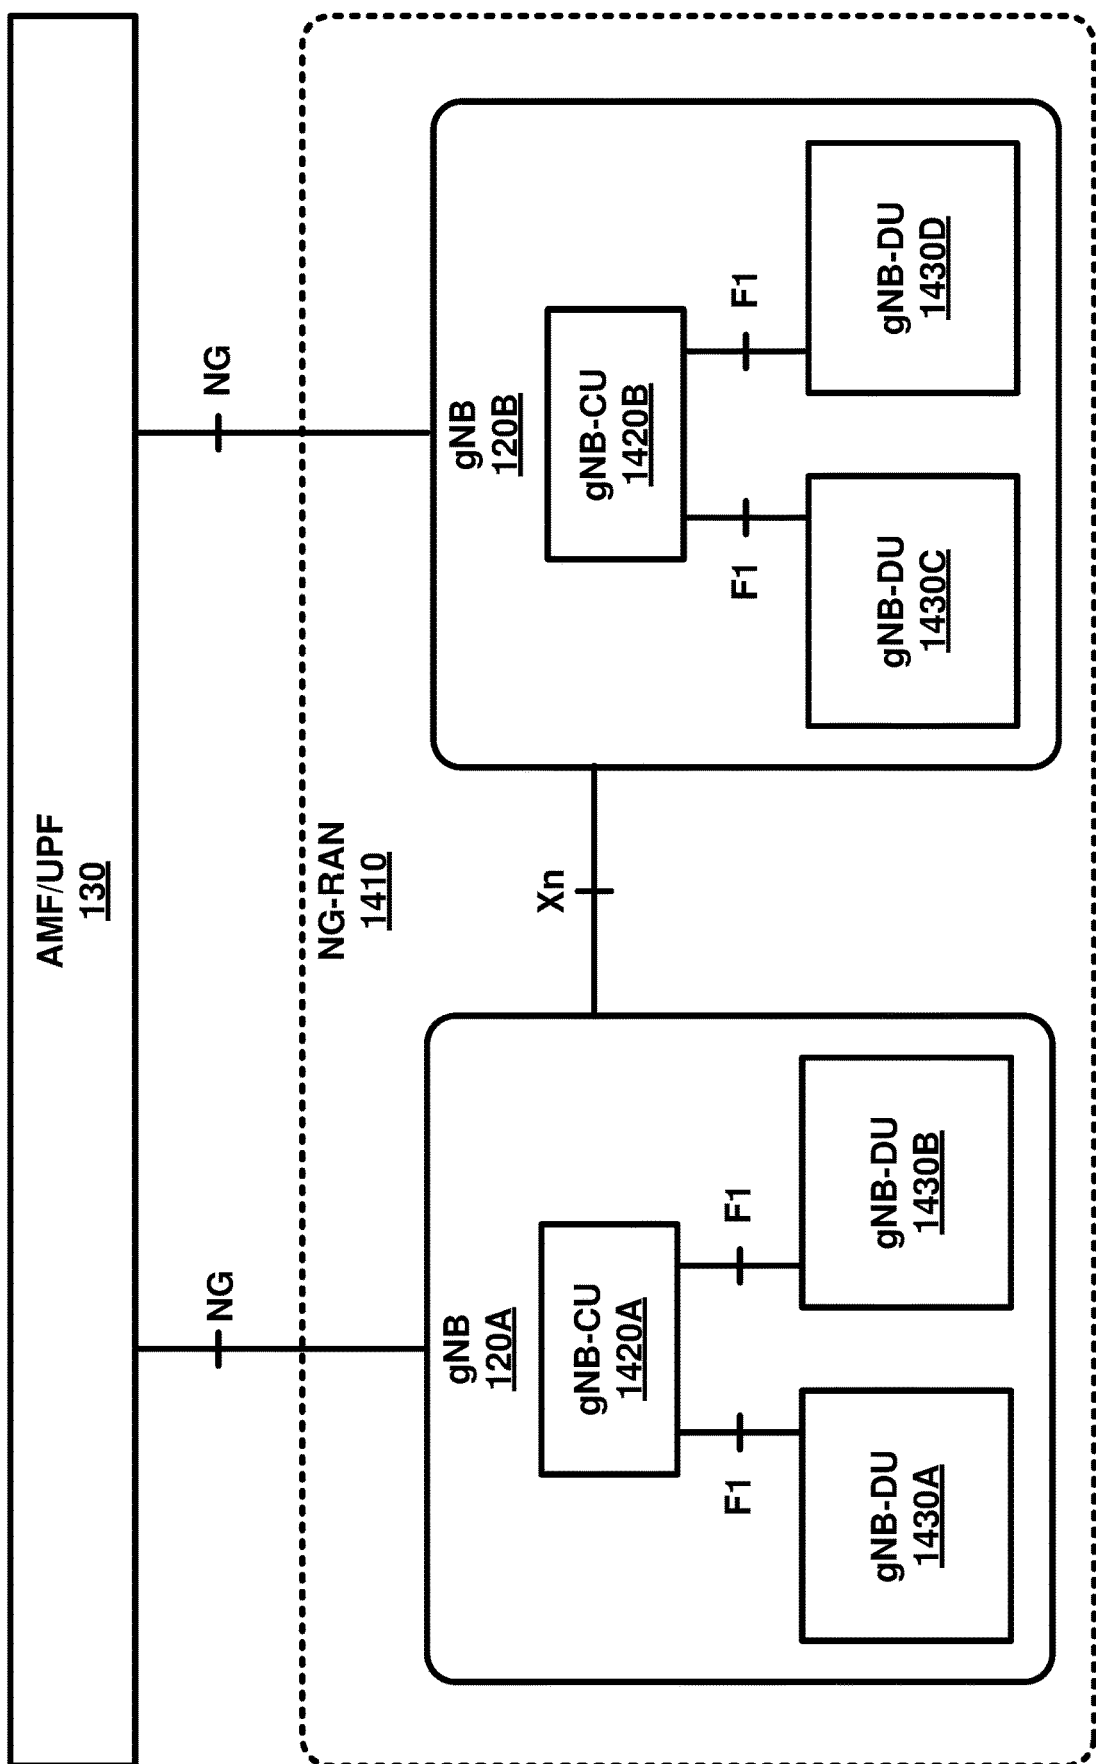 AMF/UPF
130
NG
NG
NG-RAN
1410
gNB
120A
gNB-CU
1420A
F1
F1
gNB-DU
1430A
gNB-DU
1430B
Xn
gNB
120B
gNB-CU
1420B
F1
F1
gNB-DU
1430C
gNB-DU
1430D